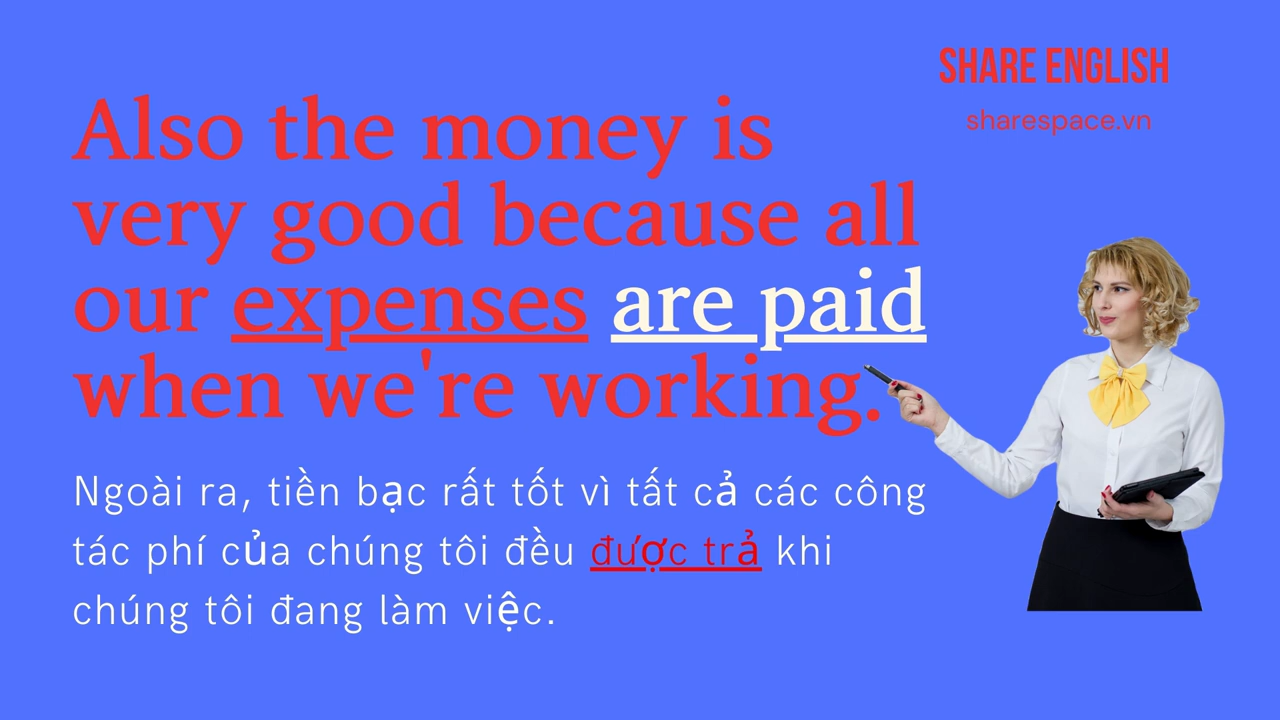 SHARE ENGLISH
sharespace.vn
Also the money is
very good because all
our expenses are paid
when we're working.
Ngoài ra, tiền bạc rất tốt vì tất cả các công
tác phí của chúng tôi đều được trả khi
chúng tôi đang làm việc.